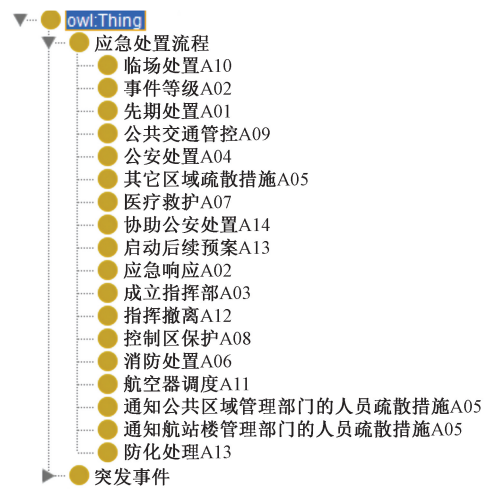 owl:Thing
应急处置流程
临场处置A10
事件等级A02
先期处置A01
公共交通管控A09
公安处置A04
其它区域疏散措施A05
医疗救护A07
协助公安处置A14
启动后续预案A13
应急响应A02
成立指挥部A03
指挥撤离A12
控制区保护A08
消防处置A06
航空器调度A11
通知公共区域管理部门的人员疏散措施A05
通知航站楼管理部门的人员疏散措施A05
防化处理A13
突发事件